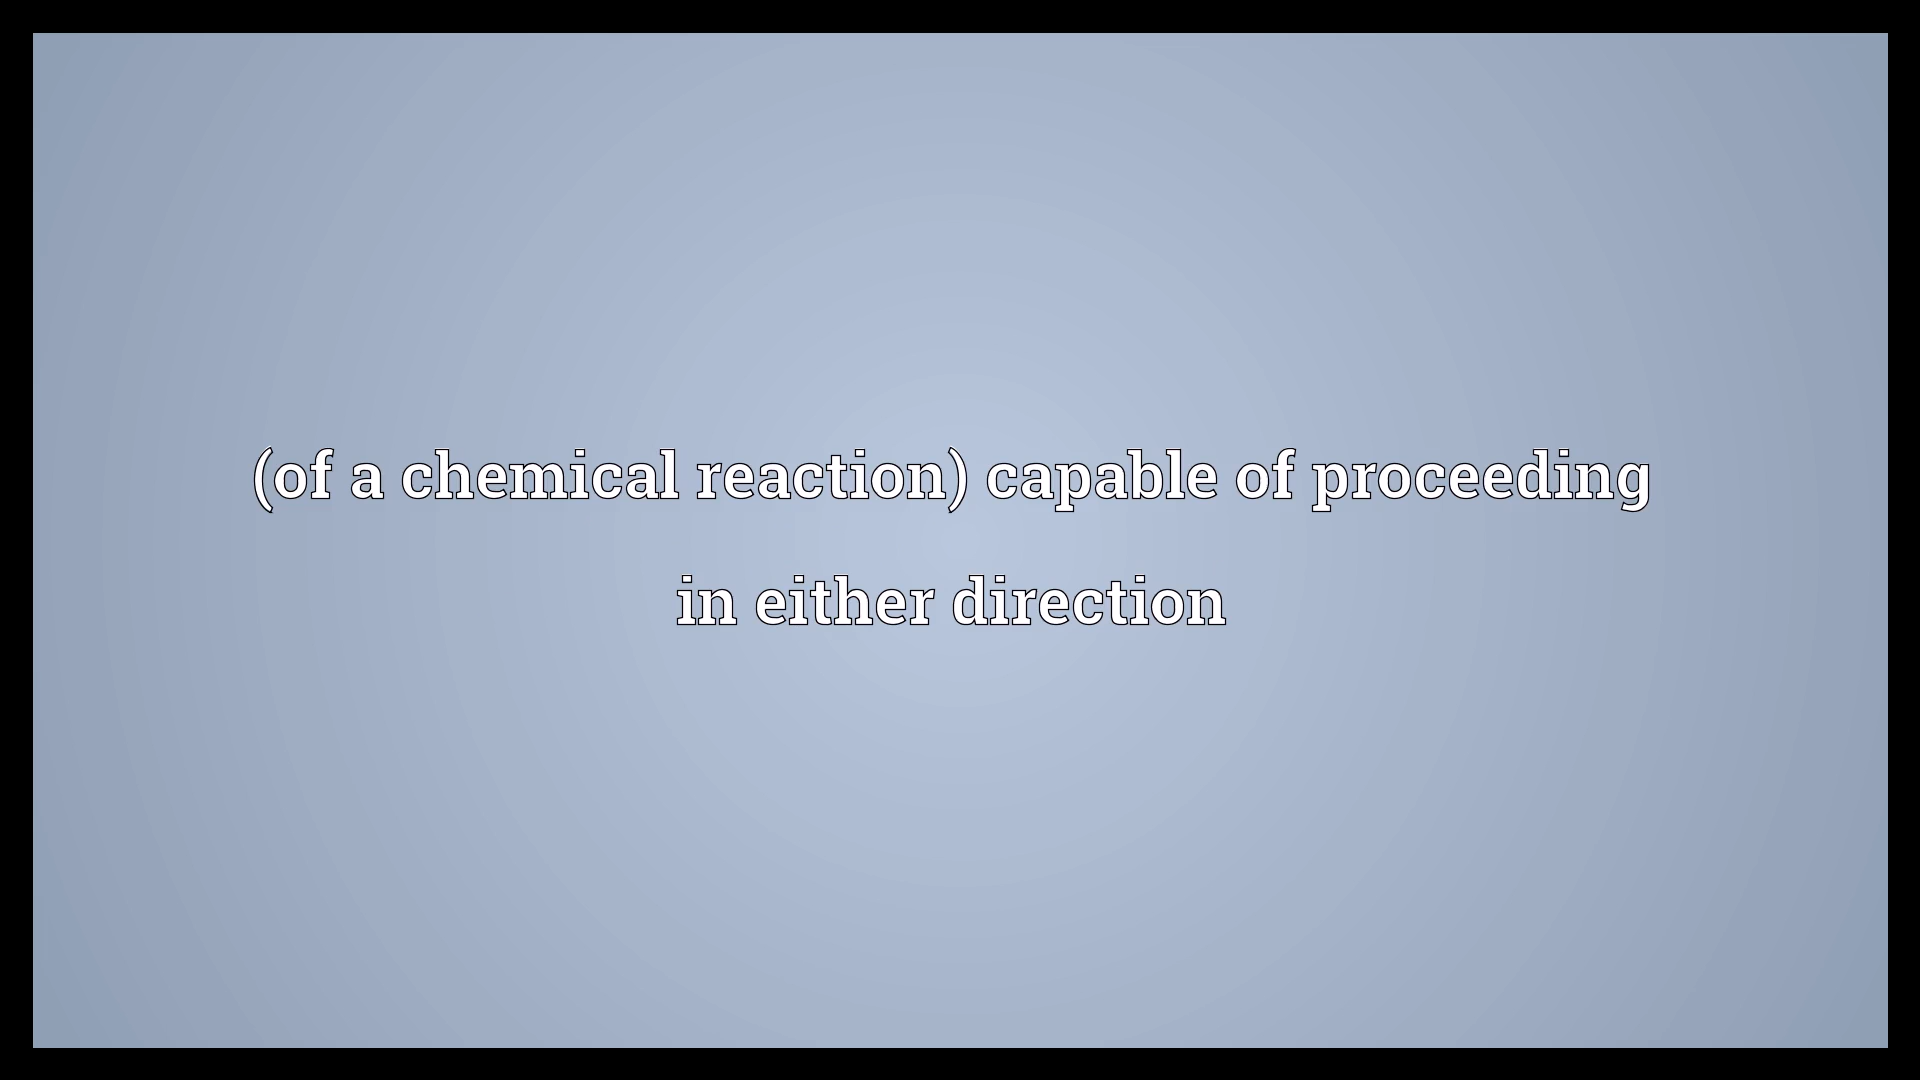 (of a chemical reaction) capable of proceeding
in either direction